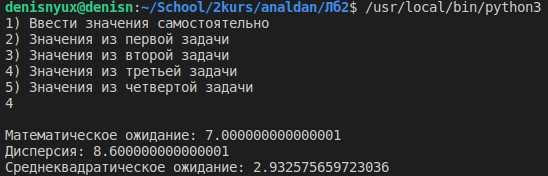 denisnyux@denisn:~/School/2kurs/analdan/Лб2$ /usr/local/bin/python3
1) Ввести значения самостоятельно
2) Значения из первой задачи
3) Значения из второй задачи
4) Значения из третьей задачи
5) Значения из четвертой задачи
4
Математическое ожидание: 7.000000000000001
Дисперсия: 8.600000000000001
Среднеквадратическое ожидание: 2.932575659723036